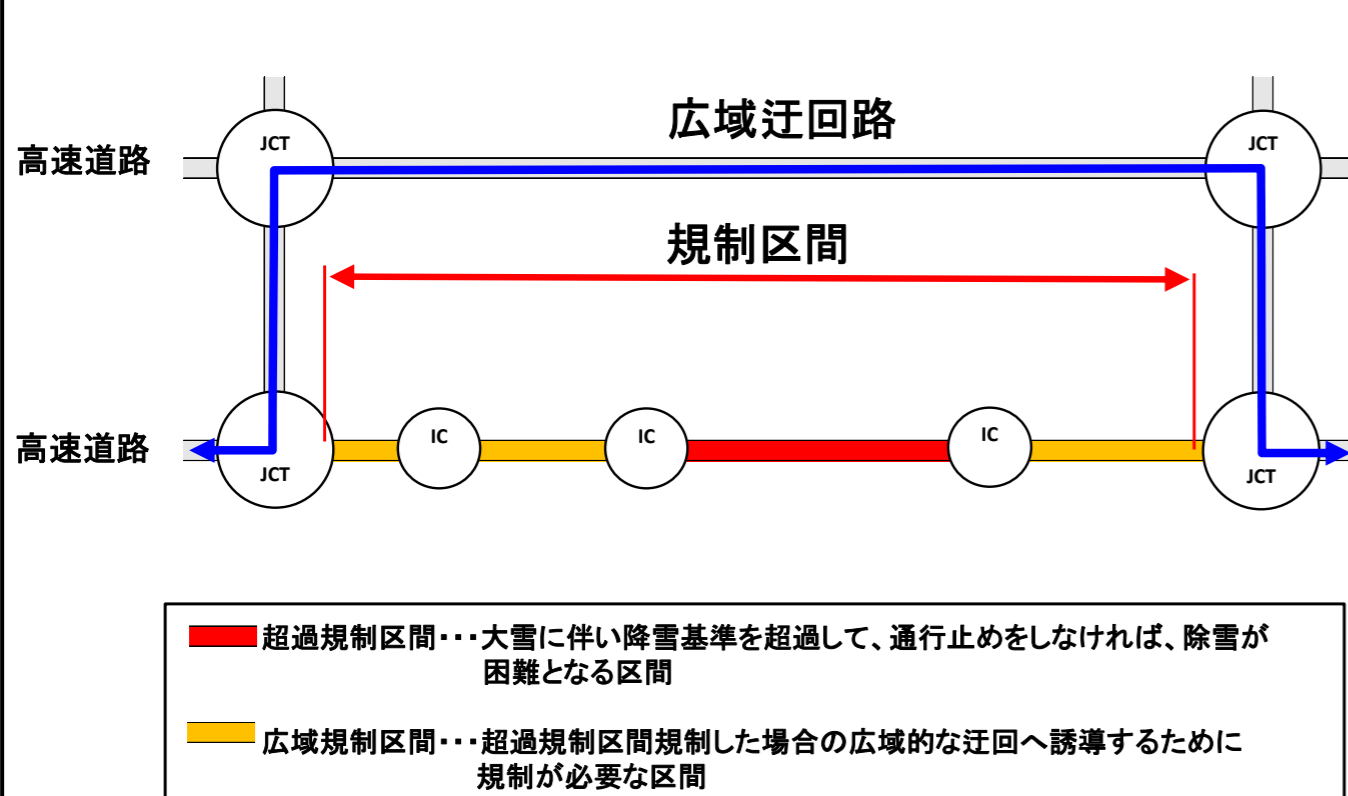 広域迂回路
JCT
JCT
高速道路
規制区間
高速道路
IC
IC
IC
JCT
JCT
超過規制区間・・・大雪に伴い降雪基準を超過して、通行止めをしなければ、除雪が
困難となる区間
広域規制区間・・・超過規制区間規制した場合の広域的な迂回へ誘導するために
規制が必要な区間